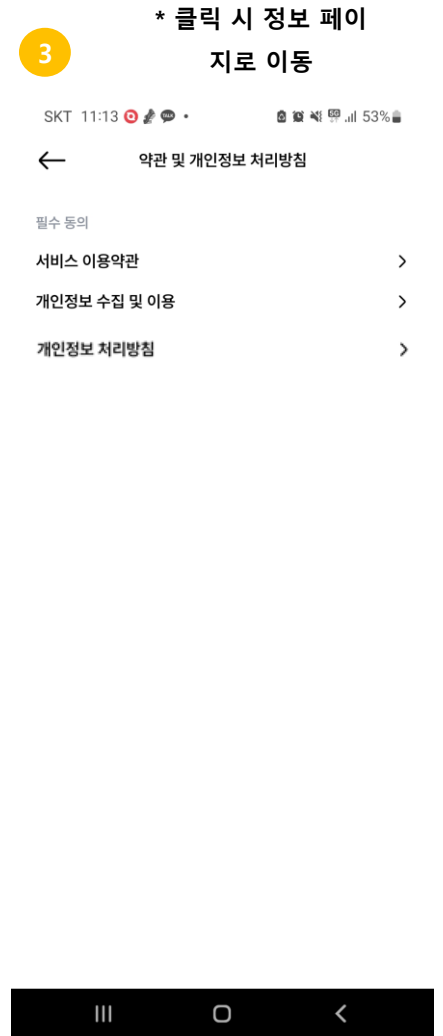 * 클릭 시 정보 페이
지로 이동
3
SKT 11:13 53%
약관 및 개인정보 처리방침
필수 동의
서비스 이용약관
개인정보 수집 및 이용
개인정보 처리방침